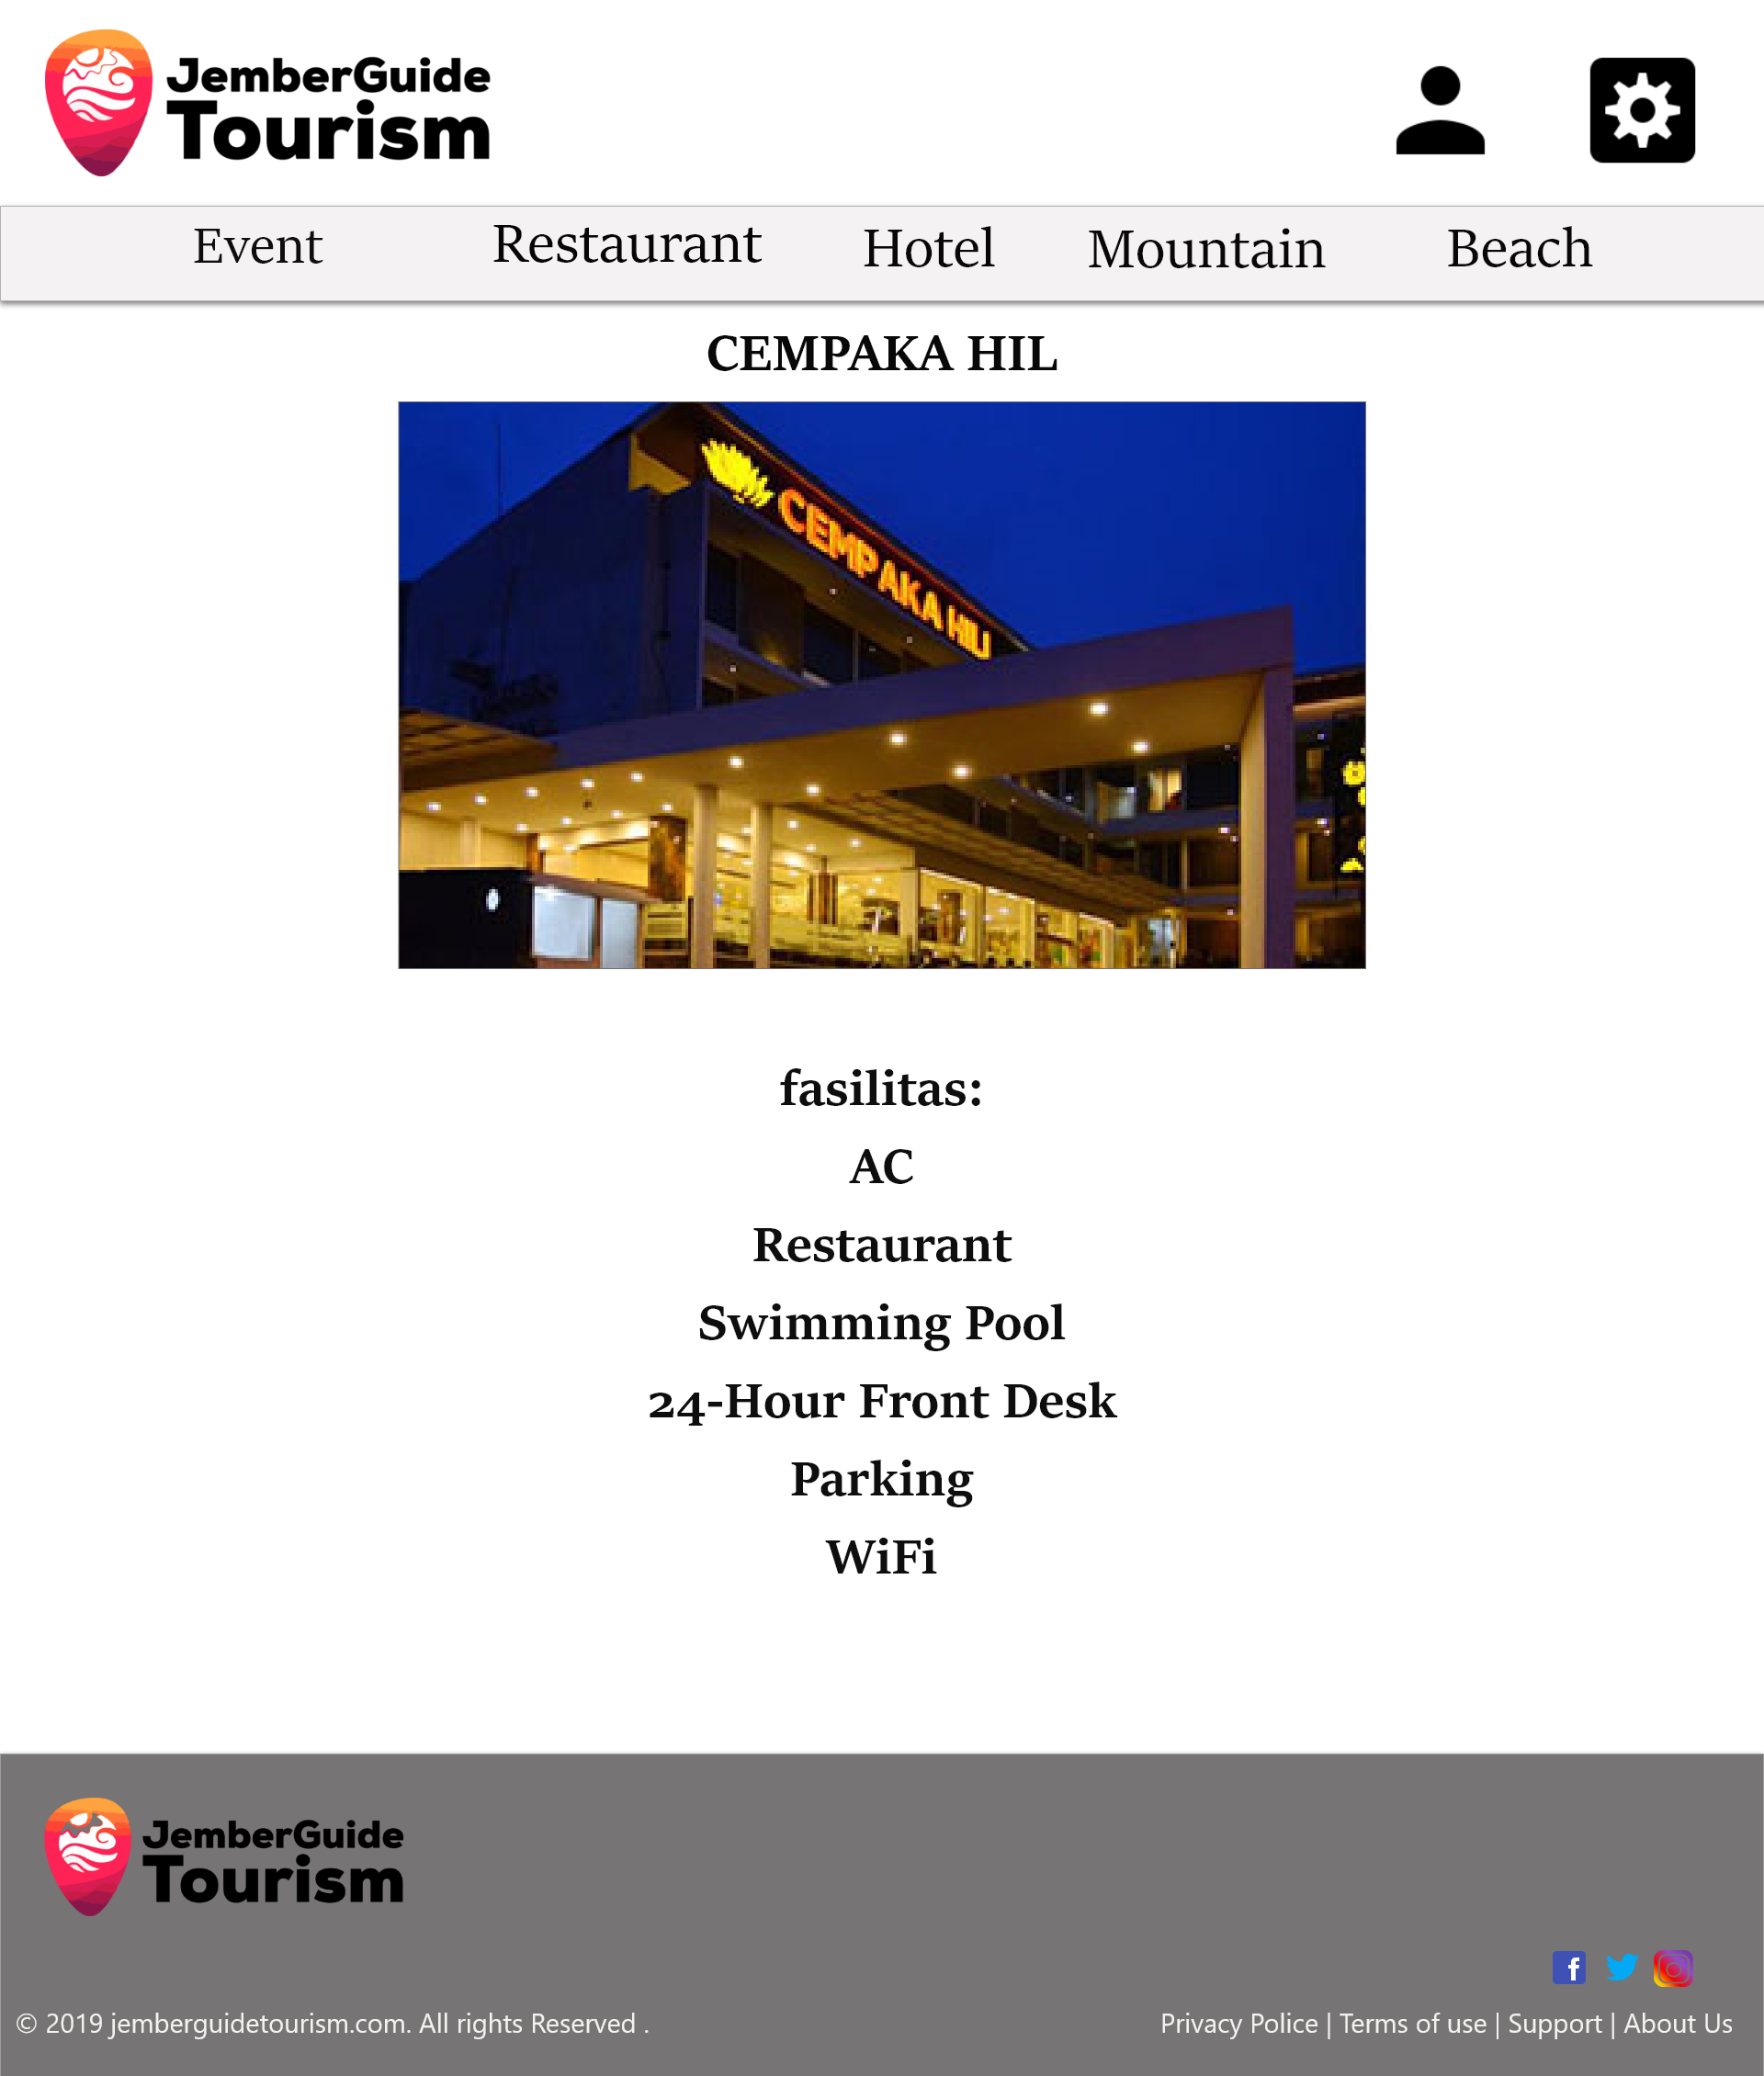 JemberGuide
Tourism
Event Restaurant Hotel Mountain Beach
CEMPAKA HIL
CEMPAKA HILL
fasilitas:
AC
Restaurant
Swimming Pool
24-Hour Front Desk
Parking
WiFi
JemberGuide
Tourism
© 2019 jemberguidetourism.com. All rights Reserved .
Privacy Police | Terms of use | Support | About Us